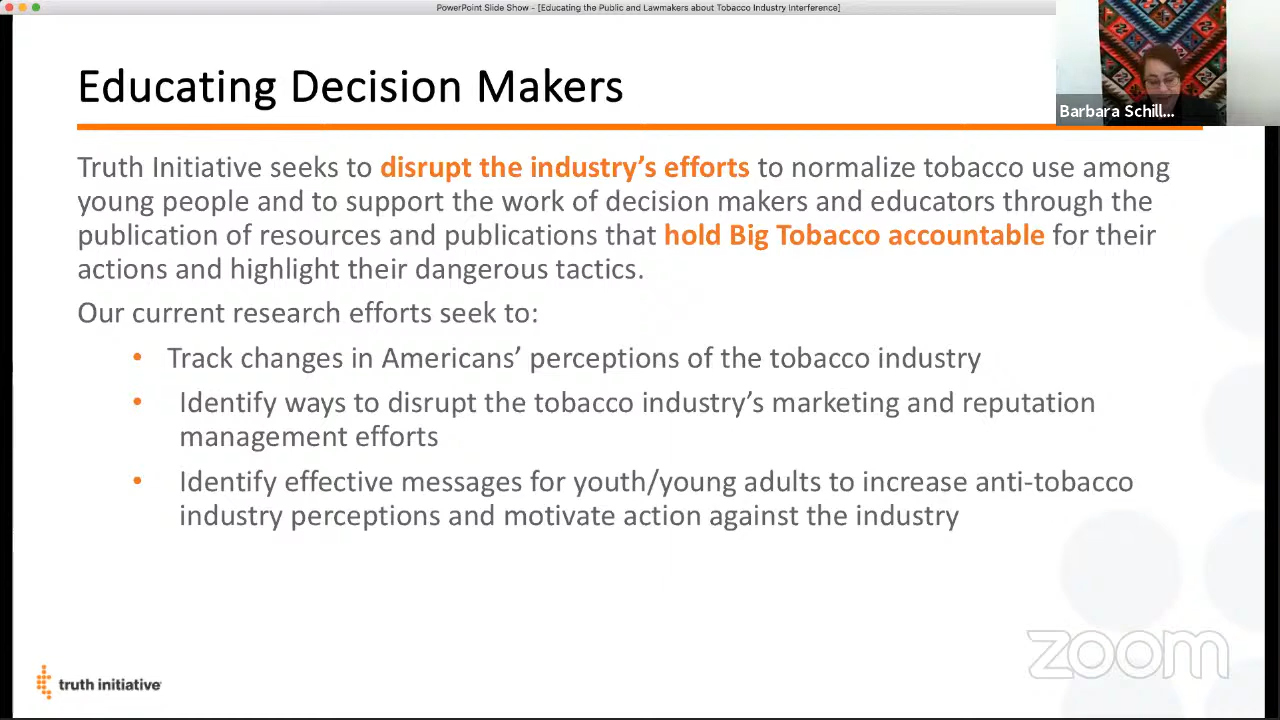 PowerPoint Slide Show - [Educating the Public and Lawmakers about Tobacco Industry Interference]
Educating Decision Makers
Barbara Schill...
Truth Initiative seeks to disrupt the industry's efforts to normalize tobacco use among
young people and to support the work of decision makers and educators through the
publication of resources and publications that hold Big Tobacco accountable for their
actions and highlight their dangerous tactics.
Our current research efforts seek to:
• Track changes in Americans' perceptions of the tobacco industry
• Identify ways to disrupt the tobacco industry's marketing and reputation
management efforts
• Identify effective messages for youth/young adults to increase anti-tobacco
industry perceptions and motivate action against the industry
truth initiative
zoom